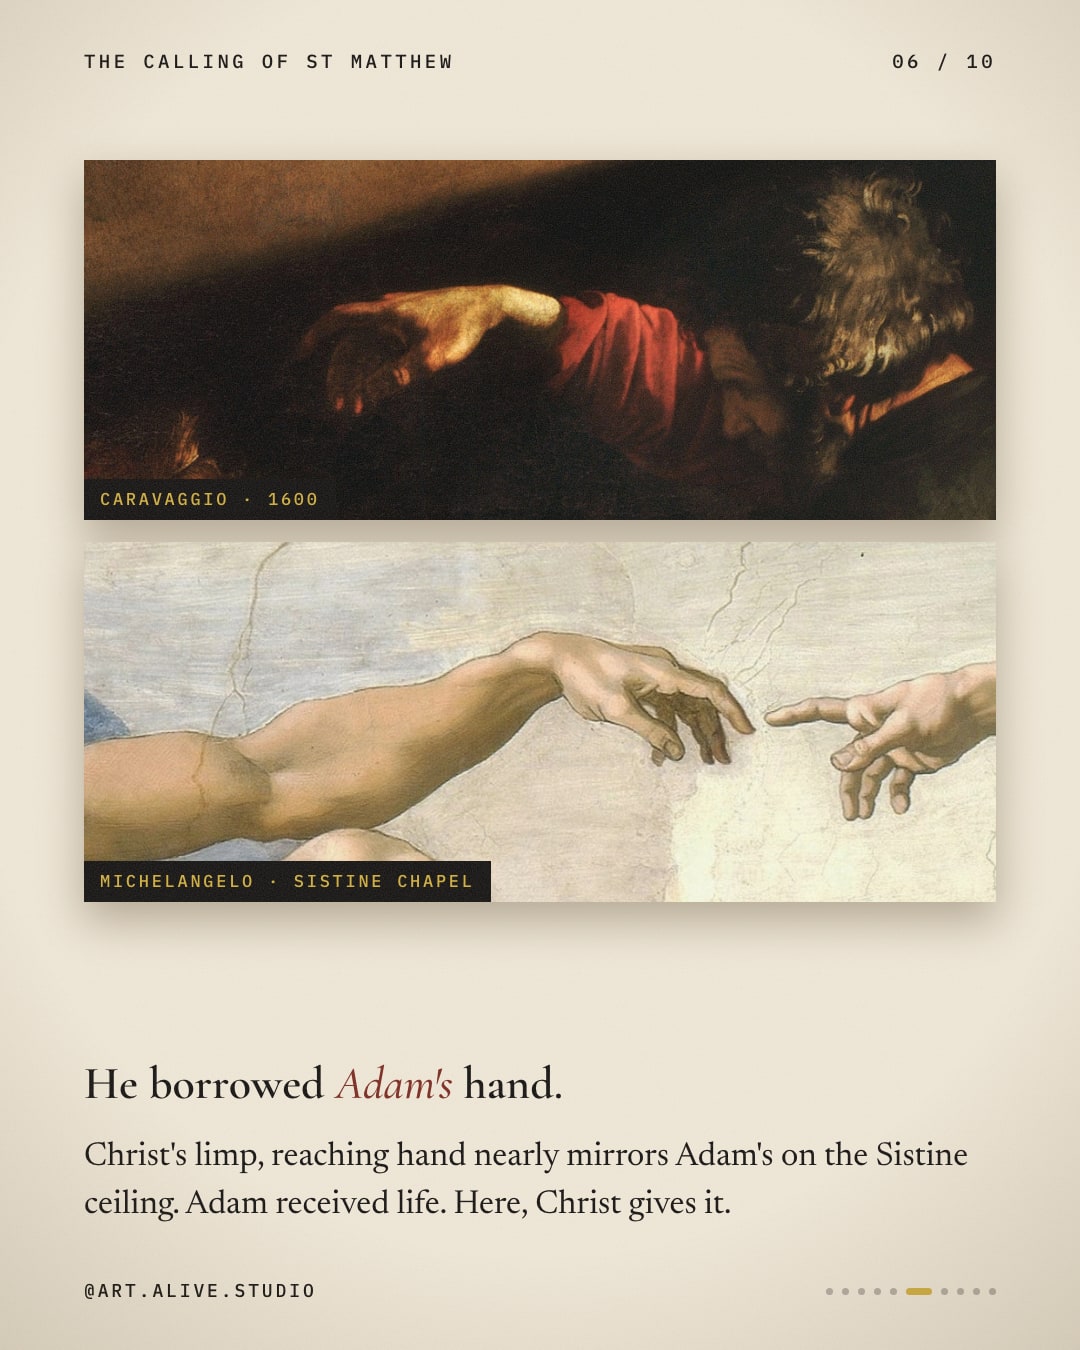 THE CALLING OF ST MATTHEW
06 / 10
CARAVAGGIO · 1600
MICHELANGELO · SISTINE CHAPEL
He borrowed Adam's hand.
Christ's limp, reaching hand nearly mirrors Adam's on the Sistine
ceiling. Adam received life. Here, Christ gives it.
@ART.ALIVE.STUDIO